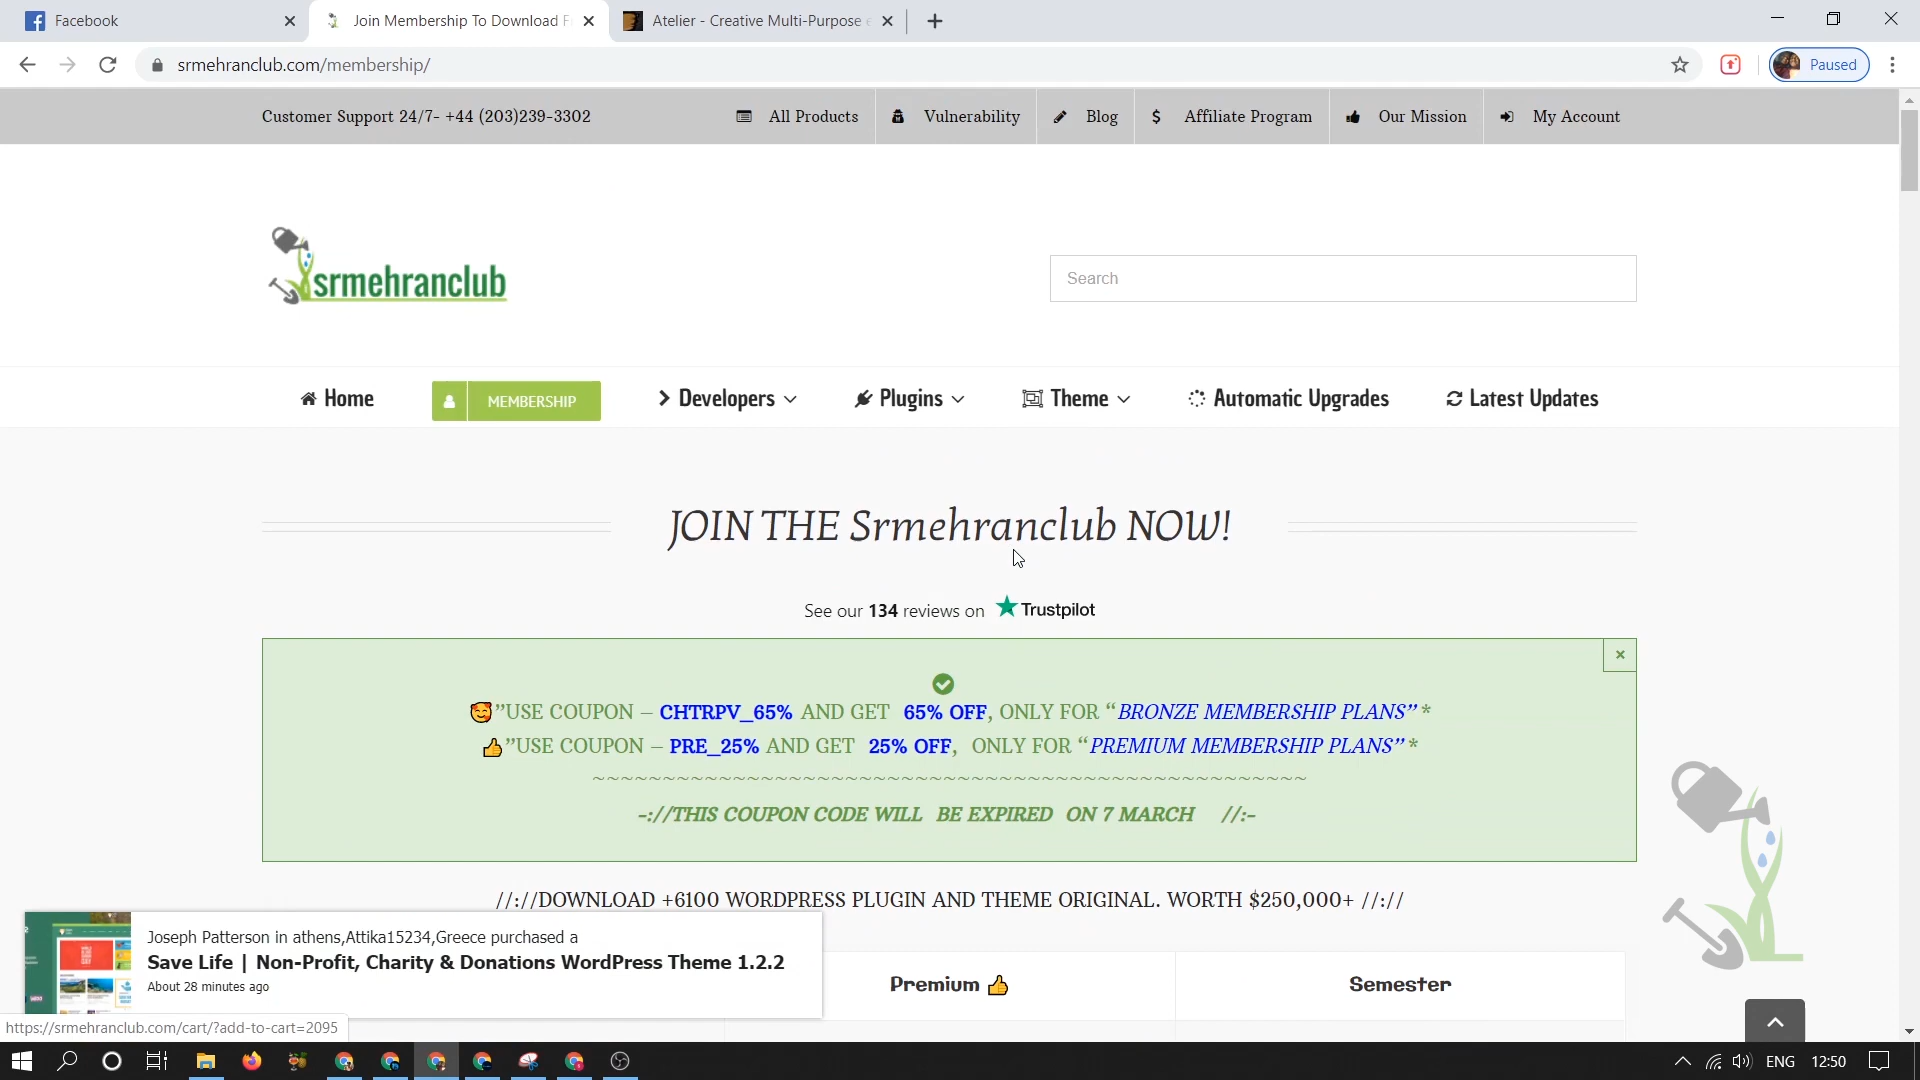 Facebook
Join Membership To Download F
Atelier - Creative Multi-Purpose e
srmehranclub.com/membership/
Paused
Customer Support 24/7- +44 (203)239-3302
All Products
Vulnerability
Blog
Affiliate Program
Our Mission
My Account
srmehranclub
Search
Home
MEMBERSHIP
Developers
Plugins
Theme
Automatic Upgrades
Latest Updates
JOIN THE Srmehranclub NOW!
See our 134 reviews on Trustpilot
🥰”USE COUPON – CHTRPV_65% AND GET 65% OFF, ONLY FOR “BRONZE MEMBERSHIP PLANS” *
👍”USE COUPON – PRE_25% AND GET 25% OFF, ONLY FOR “PREMIUM MEMBERSHIP PLANS” *
~~~~~~~~~~~~~~~~~~~~~~~~~~~~~~~~~~~~~~~~~~~~~~~~~~~
-://THIS COUPON CODE WILL BE EXPIRED ON 7 MARCH //:-
//://DOWNLOAD +6100 WORDPRESS PLUGIN AND THEME ORIGINAL. WORTH $250,000+ //://
Joseph Patterson in athens,Attika15234,Greece purchased a
Save Life | Non-Profit, Charity & Donations WordPress Theme 1.2.2
About 28 minutes ago
Premium 👍
Semester
https://srmehranclub.com/cart/?add-to-cart=2095
ENG
12:50